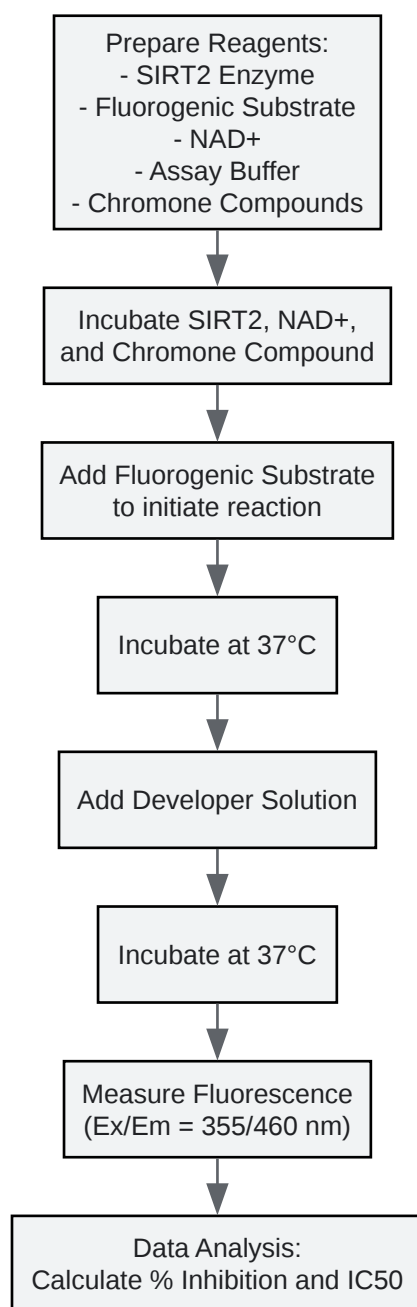 Prepare Reagents:
- SIRT2 Enzyme
- Fluorogenic Substrate
- NAD+
- Assay Buffer
- Chromone Compounds
Incubate SIRT2, NAD+,
and Chromone Compound
Add Fluorogenic Substrate
to initiate reaction
Incubate at 37°C
Add Developer Solution
Incubate at 37°C
Measure Fluorescence
(Ex/Em = 355/460 nm)
Data Analysis:
Calculate % Inhibition and IC50